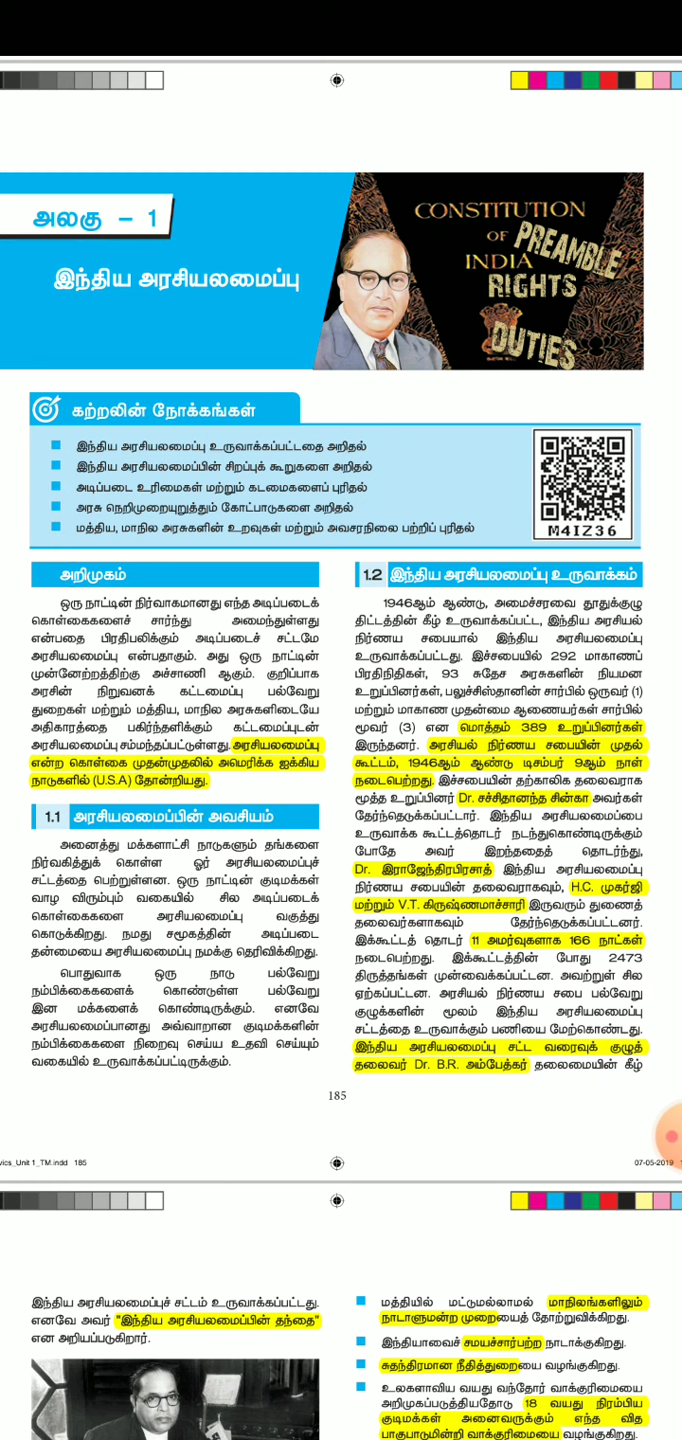 அலகு – 1
இந்திய அரசியலமைப்பு
CONSTITUTION
OF
INDIA
PREAMBLE
RIGHTS
DUTIES
கற்றலின் நோக்கங்கள்
இந்திய அரசியலமைப்பு உருவாக்கப்பட்டதை அறிதல்
இந்திய அரசியலமைப்பின் சிறப்புக் கூறுகளை அறிதல்
அடிப்படை உரிமைகள் மற்றும் கடமைகளைப் புரிதல்
அரசு நெறிமுறையுறுத்தும் கோட்பாடுகளை அறிதல்
மத்திய, மாநில அரசுகளின் உறவுகள் மற்றும் அவசரநிலை பற்றிப் புரிதல்
M4IZ36
அறிமுகம்
ஒரு நாட்டின் நிர்வாகமானது எந்த அடிப்படைக்
கொள்கைகளைச் சார்ந்து அமைந்துள்ளது
என்பதை பிரதிபலிக்கும் அடிப்படைச் சட்டமே
அரசியலமைப்பு என்பதாகும். அது ஒரு நாட்டின்
முன்னேற்றத்திற்கு அச்சாணி ஆகும். குறிப்பாக
அரசின் நிறுவனக் கட்டமைப்பு பல்வேறு
துறைகள் மற்றும் மத்திய, மாநில அரசுகளிடையே
அதிகாரத்தை பகிர்ந்தளிக்கும் கட்டமைப்புடன்
அரசியலமைப்பு சம்மந்தப்பட்டுள்ளது. அரசியலமைப்பு
என்ற கொள்கை முதன்முதலில் அமெரிக்க ஐக்கிய
நாடுகளில் (U.S.A) தோன்றியது.
1.1 அரசியலமைப்பின் அவசியம்
அனைத்து மக்களாட்சி நாடுகளும் தங்களை
நிர்வகித்துக் கொள்ள ஓர் அரசியலமைப்புச்
சட்டத்தை பெற்றுள்ளன. ஒரு நாட்டின் குடிமக்கள்
வாழ விரும்பும் வகையில் சில அடிப்படைக்
கொள்கைகளை அரசியலமைப்பு வகுத்து
கொடுக்கிறது. நமது சமூகத்தின் அடிப்படை
தன்மையை அரசியலமைப்பு நமக்கு தெரிவிக்கிறது.
பொதுவாக ஒரு நாடு பல்வேறு
நம்பிக்கைகளைக் கொண்டுள்ள பல்வேறு
இன மக்களைக் கொண்டிருக்கும். எனவே
அரசியலமைப்பானது அவ்வாறான குடிமக்களின்
நம்பிக்கைகளை நிறைவு செய்ய உதவி செய்யும்
வகையில் உருவாக்கப்பட்டிருக்கும்.
1.2 இந்திய அரசியலமைப்பு உருவாக்கம்
1946ஆம் ஆண்டு, அமைச்சரவை தூதுக்குழு
திட்டத்தின் கீழ் உருவாக்கப்பட்ட, இந்திய அரசியல்
நிர்ணய சபையால் இந்திய அரசியலமைப்பு
உருவாக்கப்பட்டது. இச்சபையில் 292 மாகாணப்
பிரதிநிதிகள், 93 சுதேச அரசுகளின் நியமன
உறுப்பினர்கள், பலுச்சிஸ்தானின் சார்பில் ஒருவர் (1)
மற்றும் மாகாண முதன்மை ஆணையர்கள் சார்பில்
மூவர் (3) என மொத்தம் 389 உறுப்பினர்கள்
இருந்தனர். அரசியல் நிர்ணய சபையின் முதல்
கூட்டம், 1946ஆம் ஆண்டு டிசம்பர் 9ஆம் நாள்
நடைபெற்றது. இச்சபையின் தற்காலிக தலைவராக
மூத்த உறுப்பினர் Dr. சச்சிதானந்த சின்கா அவர்கள்
தேர்ந்தெடுக்கப்பட்டார். இந்திய அரசியலமைப்பை
உருவாக்க கூட்டத்தொடர் நடந்துகொண்டிருக்கும்
போதே அவர் இறந்ததைத் தொடர்ந்து,
Dr. இராஜேந்திரபிரசாத் இந்திய அரசியலமைப்பு
நிர்ணய சபையின் தலைவராகவும், H.C. முகர்ஜி
மற்றும் V.T. கிருஷ்ணமாச்சாரி இருவரும் துணைத்
தலைவர்களாகவும் தேர்ந்தெடுக்கப்பட்டனர்.
இக்கூட்டத் தொடர் 11 அமர்வுகளாக 166 நாட்கள்
நடைபெற்றது. இக்கூட்டத்தின் போது 2473
திருத்தங்கள் முன்வைக்கப்பட்டன. அவற்றுள் சில
ஏற்கப்பட்டன. அரசியல் நிர்ணய சபை பல்வேறு
குழுக்களின் மூலம் இந்திய அரசியலமைப்பு
சட்டத்தை உருவாக்கும் பணியை மேற்கொண்டது.
இந்திய அரசியலமைப்பு சட்ட வரைவுக் குழுத்
தலைவர் Dr. B.R. அம்பேத்கர் தலைமையின் கீழ்
185
vics_Unit 1_TM.indd 185
07-05-2019
இந்திய அரசியலமைப்புச் சட்டம் உருவாக்கப்பட்டது.
எனவே அவர் "இந்திய அரசியலமைப்பின் தந்தை"
என அறியப்படுகிறார்.
மத்தியில் மட்டுமல்லாமல் மாநிலங்களிலும்
நாடாளுமன்ற முறையைத் தோற்றுவிக்கிறது.
இந்தியாவைச் சமயச்சார்பற்ற நாடாக்குகிறது.
சுதந்திரமான நீதித்துறையை வழங்குகிறது.
உலகளாவிய வயது வந்தோர் வாக்குரிமையை
அறிமுகப்படுத்தியதோடு 18 வயது நிரம்பிய
குடிமக்கள் அனைவருக்கும் எந்த வித
பாகுபாடுமின்றி வாக்குரிமையை வழங்குகிறது.